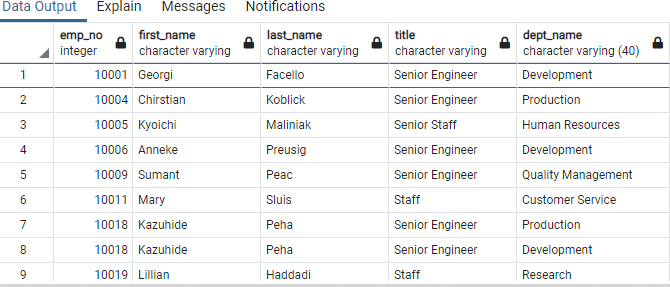 Data Output Explain Messages Notifications
emp_no first_name last_name title dept_name
integer character varying character varying character varying character varying (40)
1 10001 Georgi Facello Senior Engineer Development
2 10004 Chirstian Koblick Senior Engineer Production
3 10005 Kyoichi Maliniak Senior Staff Human Resources
4 10006 Anneke Preusig Senior Engineer Development
5 10009 Sumant Peac Senior Engineer Quality Management
6 10011 Mary Sluis Staff Customer Service
7 10018 Kazuhide Peha Senior Engineer Production
8 10018 Kazuhide Peha Senior Engineer Development
9 10019 Lillian Haddadi Staff Research